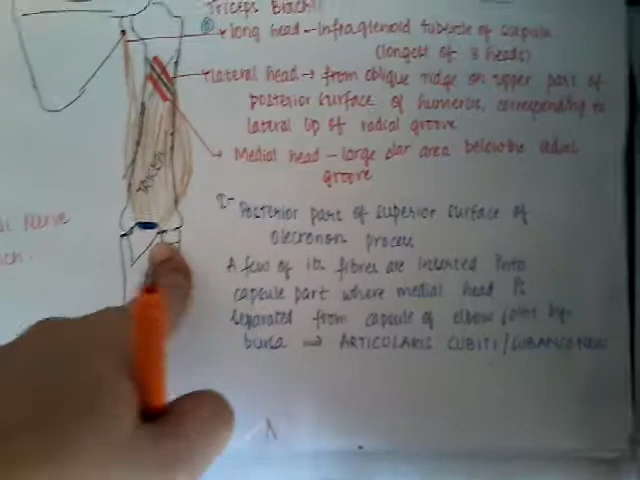 Triceps Brachii
long head - Infraglenoid tubercle of scapula
(longest of 3 heads)
lateral head → from oblique ridge on upper part of
posterior surface of humerus, corresponding to
lateral lip of radial groove
Medial head - large area below the radial
groove
I - Posterior part of superior surface of
olecranon process
A few of its fibres are inserted into
capsule part where medial head is
separated from capsule of elbow joint by
bursa → ARTICULARIS CUBITI/SUBANCONEUS
TRICEPS
Nerve